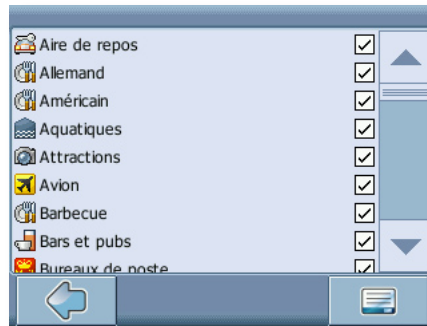 Aire de repos
Allemand
Américain
Aquatiques
Attractions
Avion
Barbecue
Bars et pubs
Bureaux de poste